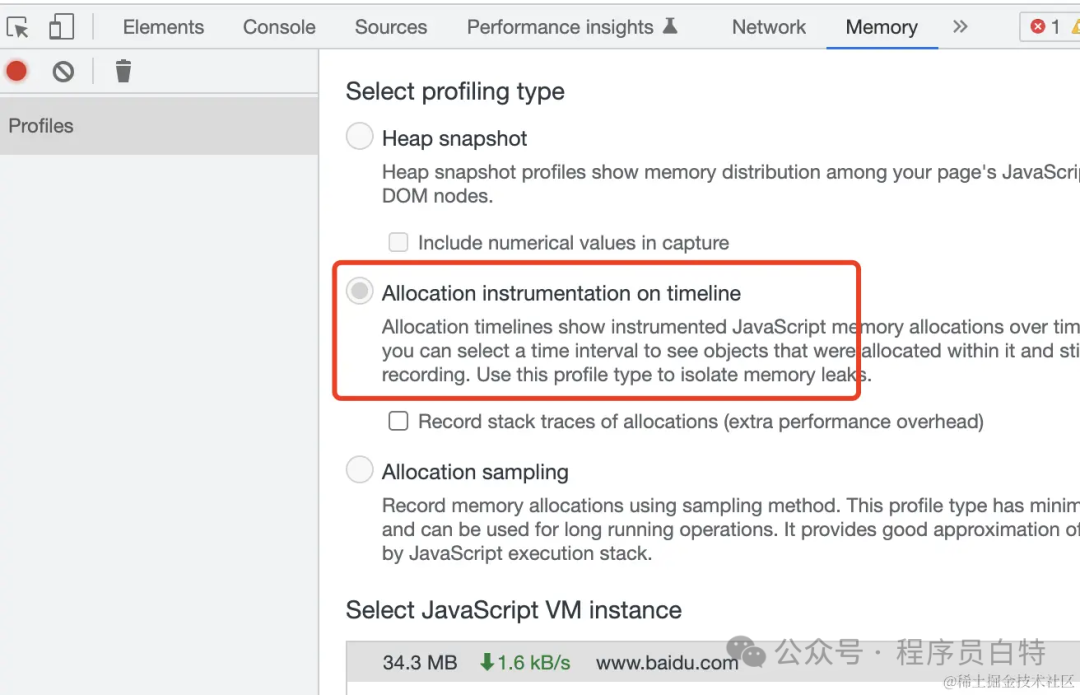 Elements Console Sources Performance insights Network Memory 1
Profiles
Select profiling type
Heap snapshot
Heap snapshot profiles show memory distribution among your page's JavaScri
DOM nodes.
Include numerical values in capture
Allocation instrumentation on timeline
Allocation timelines show instrumented JavaScript memory allocations over tim
you can select a time interval to see objects that were allocated within it and sti
recording. Use this profile type to isolate memory leaks.
Record stack traces of allocations (extra performance overhead)
Allocation sampling
Record memory allocations using sampling method. This profile type has minim
and can be used for long running operations. It provides good approximation of
by JavaScript execution stack.
Select JavaScript VM instance
34.3 MB 1.6 kB/s www.baidu.com
公众号 · 程序员白特
@稀土掘金技术社区